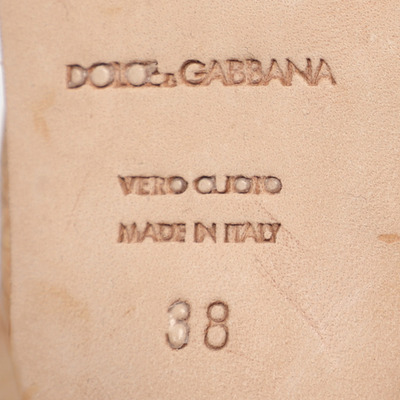 DOLCE & GABBANA
VERO CUOIO
MADE IN ITALY
38